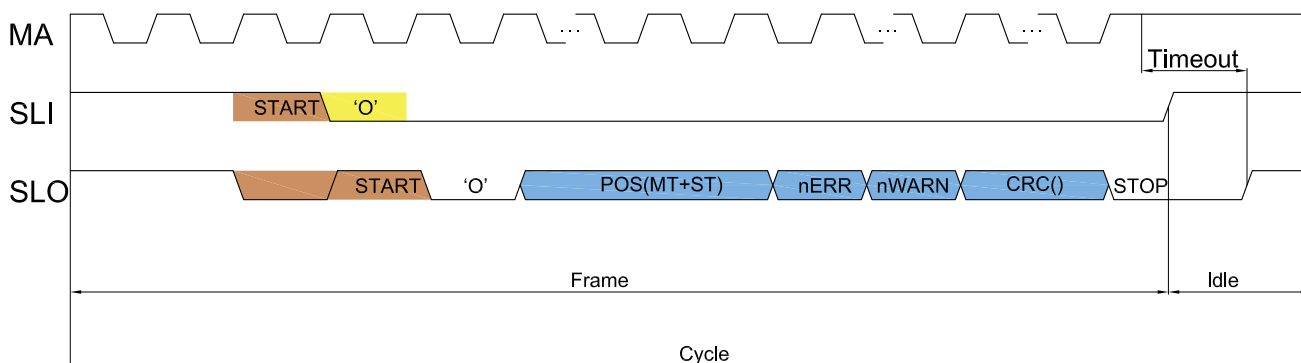 MA
... ... ...
Timeout
SLI
START 'O'
SLO
START 'O' POS(MT+ST) nERR nWARN CRC() STOP
Frame
Idle
Cycle